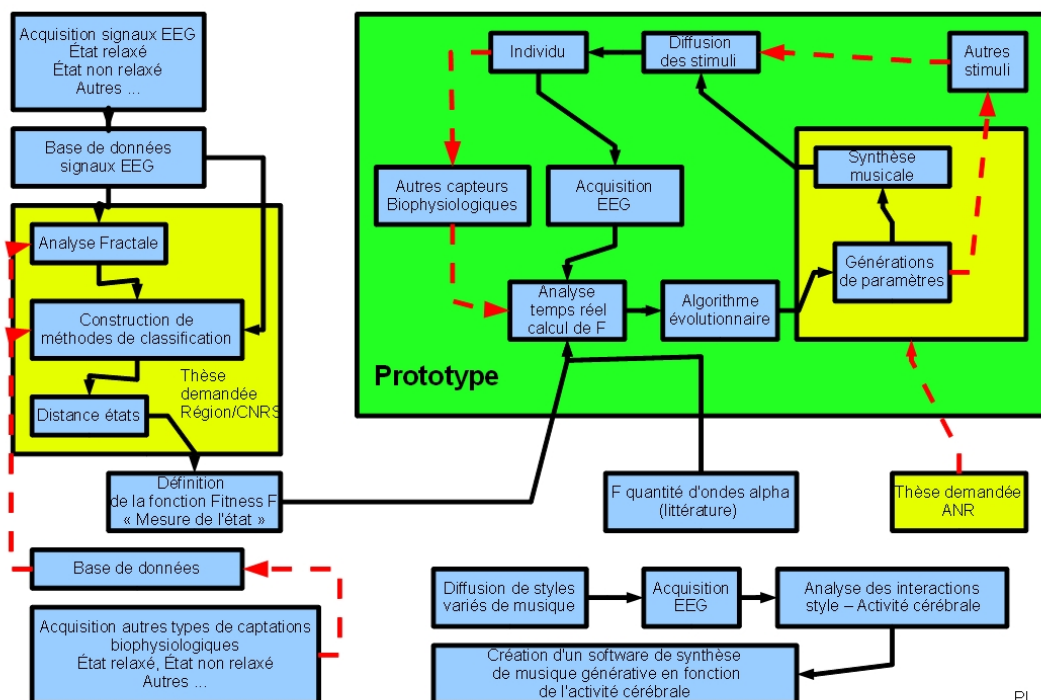 Acquisition signaux EEG
État relaxé
État non relaxé
Autres ...
Base de données
signaux EEG
Analyse Fractale
Construction de
méthodes de classification
Distance états
Thèse
demandée
Région/CNRS
Définition
de la fonction Fitness F
« Mesure de l'état »
Base de données
Acquisition autres types de captations
biophysiologiques
État relaxé, État non relaxé
Autres ...
Individu
Diffusion
des stimuli
Autres
stimuli
Autres capteurs
Biophysiologiques
Acquisition
EEG
Synthèse
musicale
Générations
de paramètres
Analyse
temps réel
calcul de F
Algorithme
évolutionnaire
Prototype
F quantité d'ondes alpha
(littérature)
Thèse demandée
ANR
Diffusion de styles
variés de musique
Acquisition
EEG
Analyse des interactions
style – Activité cérébrale
Création d'un software de synthèse
de musique générative en fonction
de l'activité cérébrale